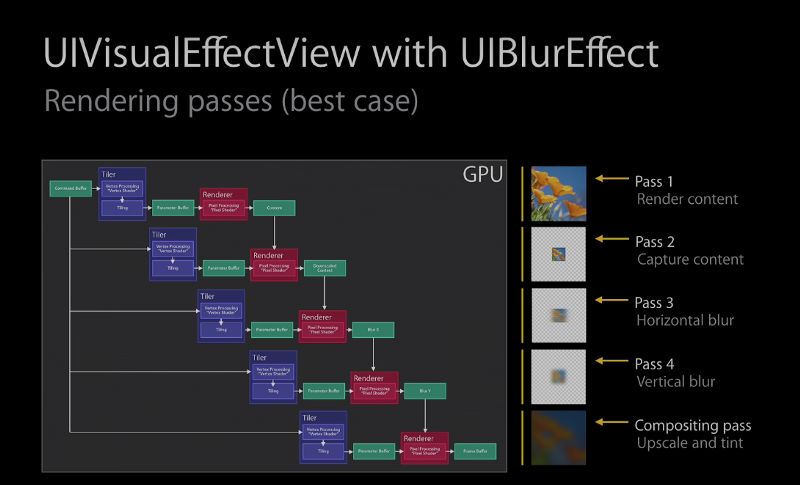 UIVisualEffectView with UIBlurEffect
Rendering passes (best case)
GPU
Command Buffer
Tiler
Vertex Processing
"Vertex Shader"
Tiling
Parameter Buffer
Renderer
Pixel Processing
"Pixel Shader"
Content
Tiler
Vertex Processing
"Vertex Shader"
Tiling
Parameter Buffer
Renderer
Pixel Processing
"Pixel Shader"
Downscaled
Content
Tiler
Vertex Processing
"Vertex Shader"
Tiling
Parameter Buffer
Renderer
Pixel Processing
"Pixel Shader"
Blur X
Tiler
Vertex Processing
"Vertex Shader"
Tiling
Parameter Buffer
Renderer
Pixel Processing
"Pixel Shader"
Blur Y
Tiler
Vertex Processing
"Vertex Shader"
Tiling
Parameter Buffer
Renderer
Pixel Processing
"Pixel Shader"
Frame Buffer
Pass 1
Render content
Pass 2
Capture content
Pass 3
Horizontal blur
Pass 4
Vertical blur
Compositing pass
Upscale and tint